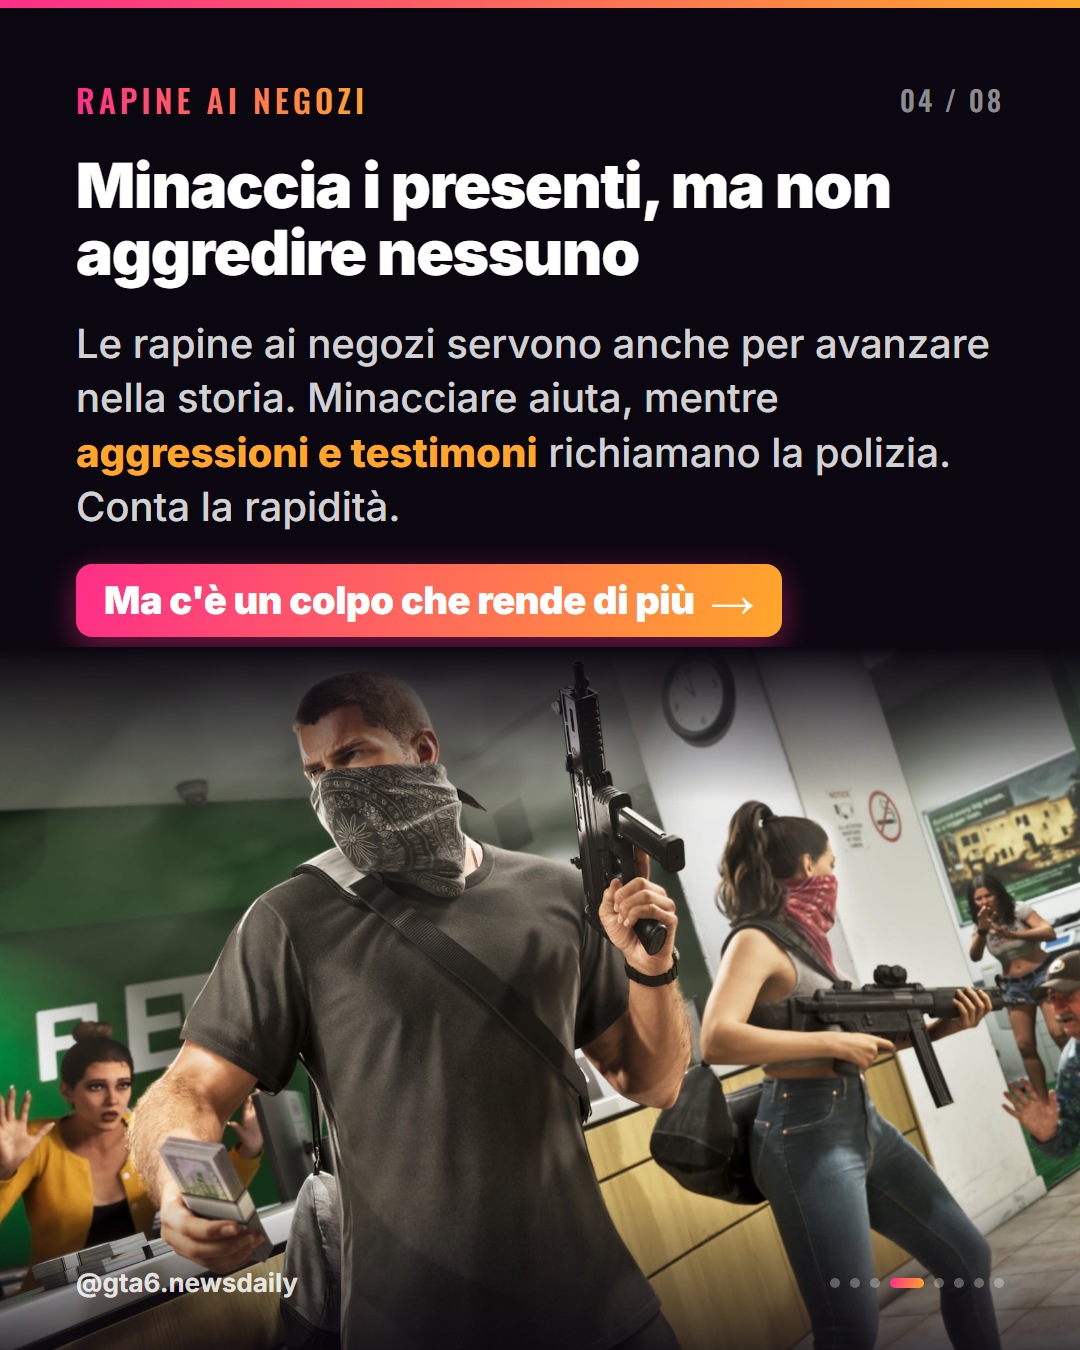 RAPINE AI NEGOZI
04 / 08
Minaccia i presenti, ma non
aggredire nessuno
Le rapine ai negozi servono anche per avanzare
nella storia. Minacciare aiuta, mentre
aggressioni e testimoni richiamano la polizia.
Conta la rapidità.
Ma c'è un colpo che rende di più →
NOTICE
FE
@gta6.newsdaily